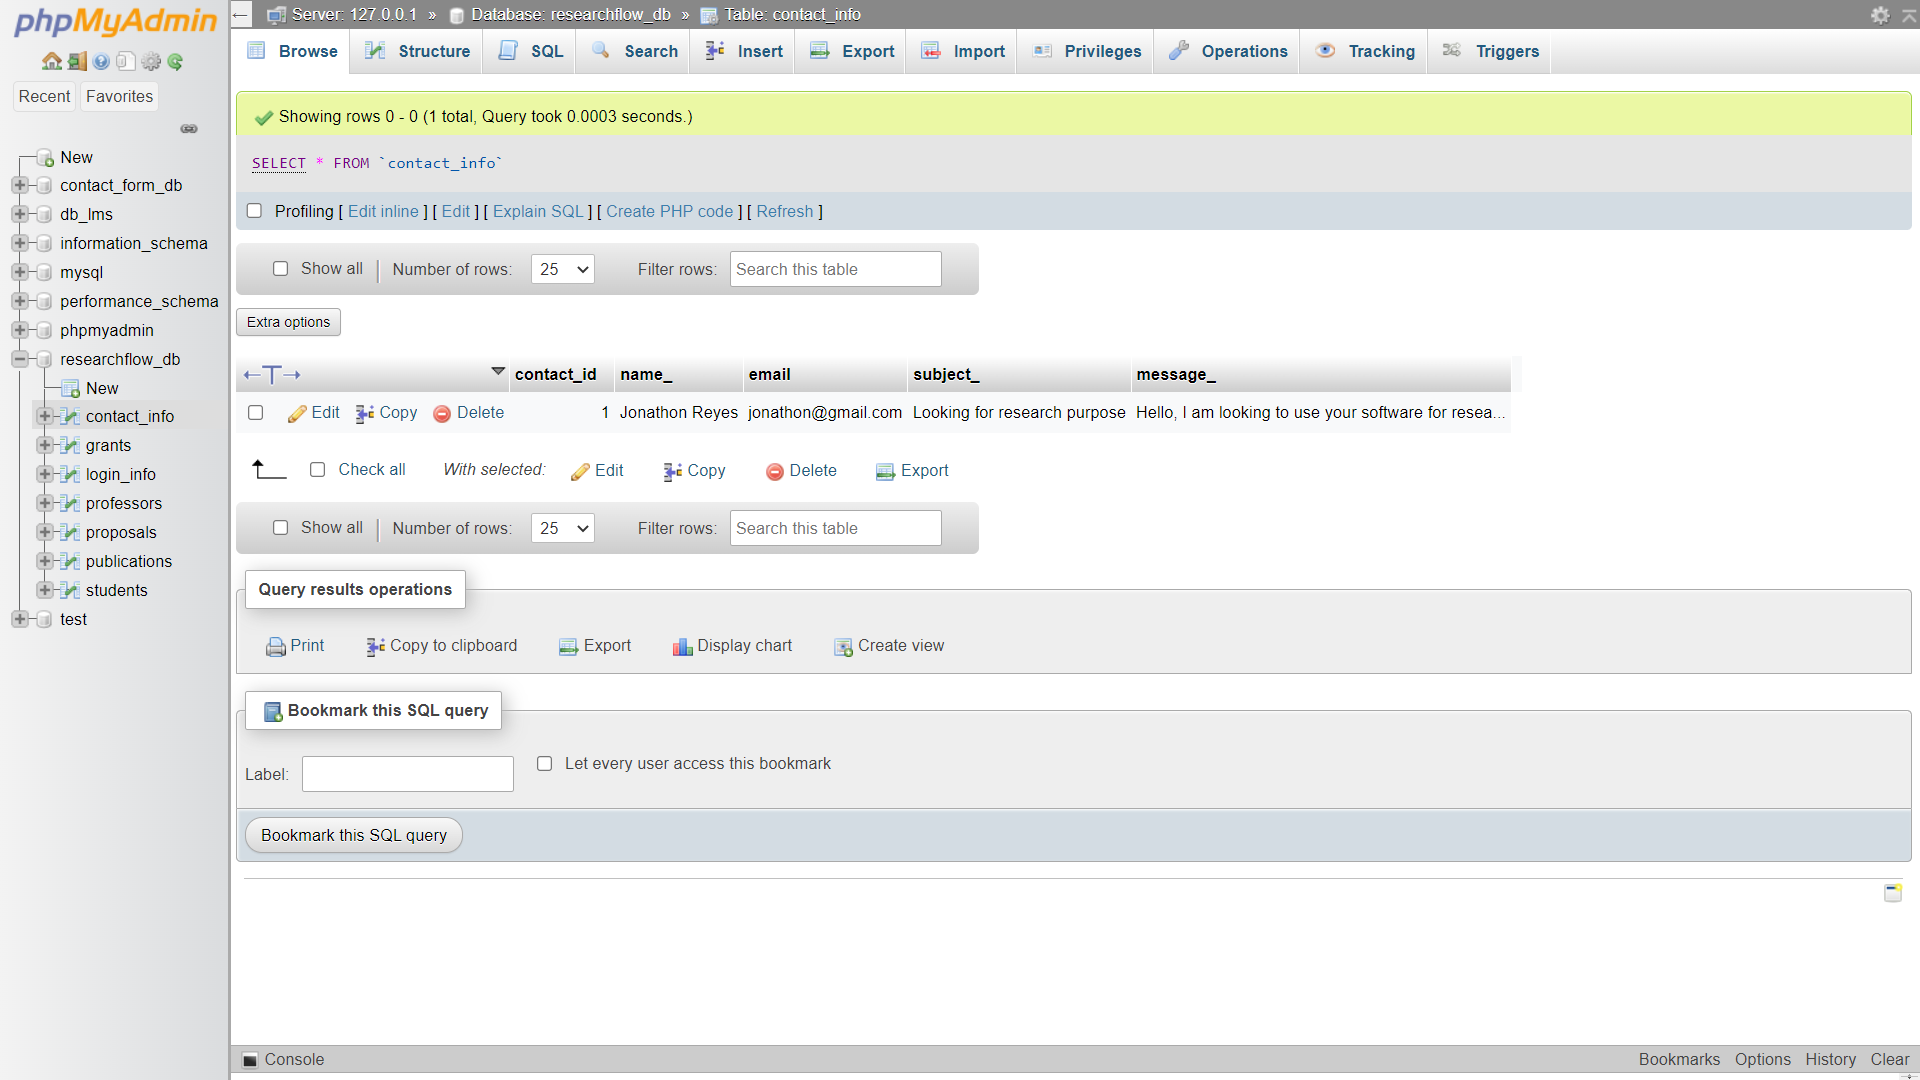 phpMyAdmin
Recent Favorites
New
contact_form_db
db_lms
information_schema
mysql
performance_schema
phpmyadmin
researchflow_db
New
contact_info
grants
login_info
professors
proposals
publications
students
test
Server: 127.0.0.1 » Database: researchflow_db » Table: contact_info
Browse Structure SQL Search Insert Export Import Privileges Operations Tracking Triggers
Showing rows 0 - 0 (1 total, Query took 0.0003 seconds.)
SELECT * FROM `contact_info`
Profiling [ Edit inline ] [ Edit ] [ Explain SQL ] [ Create PHP code ] [ Refresh ]
Show all Number of rows: 25 Filter rows: Search this table
Extra options
contact_id name_ email subject_ message_
Edit Copy Delete 1 Jonathon Reyes jonathon@gmail.com Looking for research purpose Hello, I am looking to use your software for resea...
Check all With selected: Edit Copy Delete Export
Show all Number of rows: 25 Filter rows: Search this table
Query results operations
Print Copy to clipboard Export Display chart Create view
Bookmark this SQL query
Label: Let every user access this bookmark
Bookmark this SQL query
Console Bookmarks Options History Clear